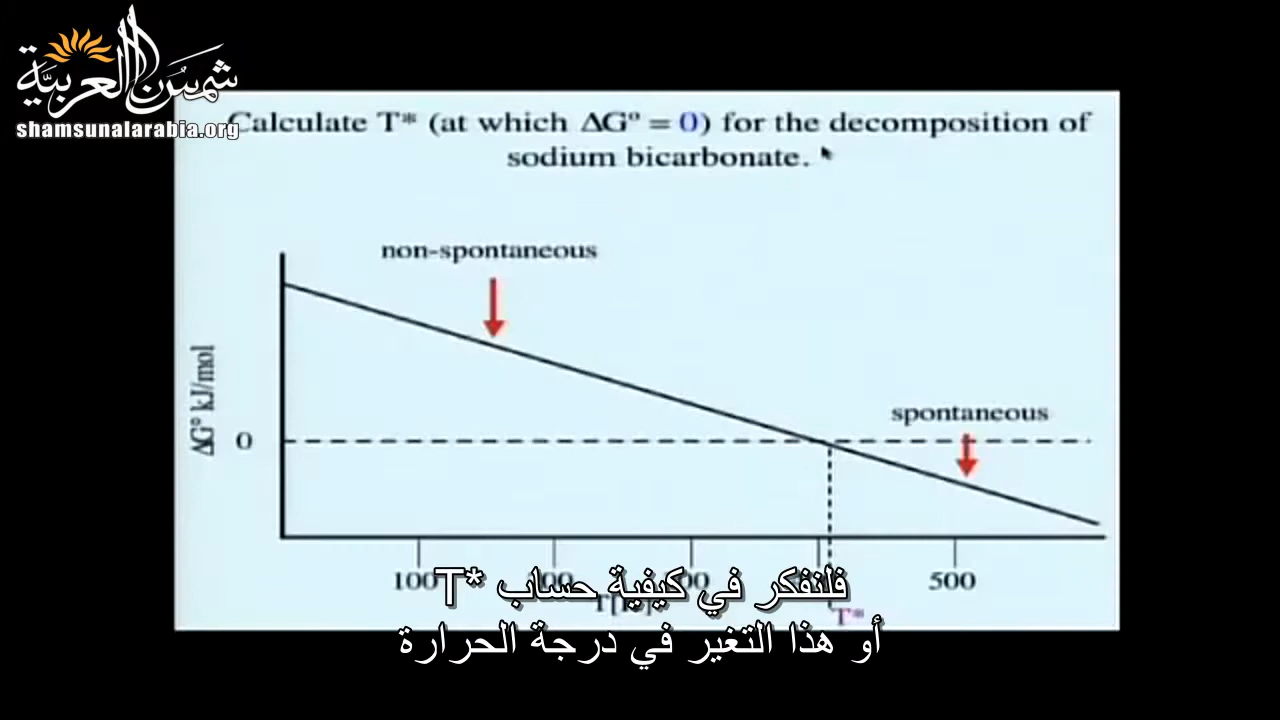 شمس العربية
shamsunalarabia.org
Calculate T* (at which ΔG° = 0) for the decomposition of
sodium bicarbonate.
non-spontaneous
spontaneous
ΔG° kJ/mol
0
100
500
T*
فلنفكر في كيفية حساب T*
أو هذا التغير في درجة الحرارة